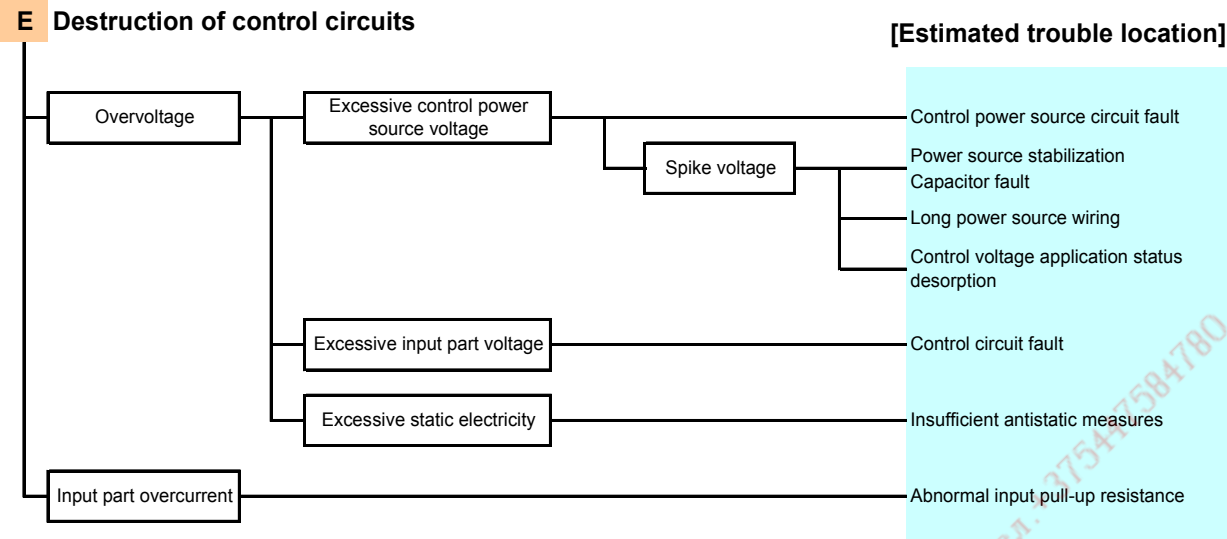 E Destruction of control circuits
[Estimated trouble location]
Overvoltage
Excessive control power
source voltage
Control power source circuit fault
Spike voltage
Power source stabilization
Capacitor fault
Long power source wiring
Control voltage application status
desorption
Excessive input part voltage
Control circuit fault
Excessive static electricity
Insufficient antistatic measures
Input part overcurrent
Abnormal input pull-up resistance
л.+375447584780